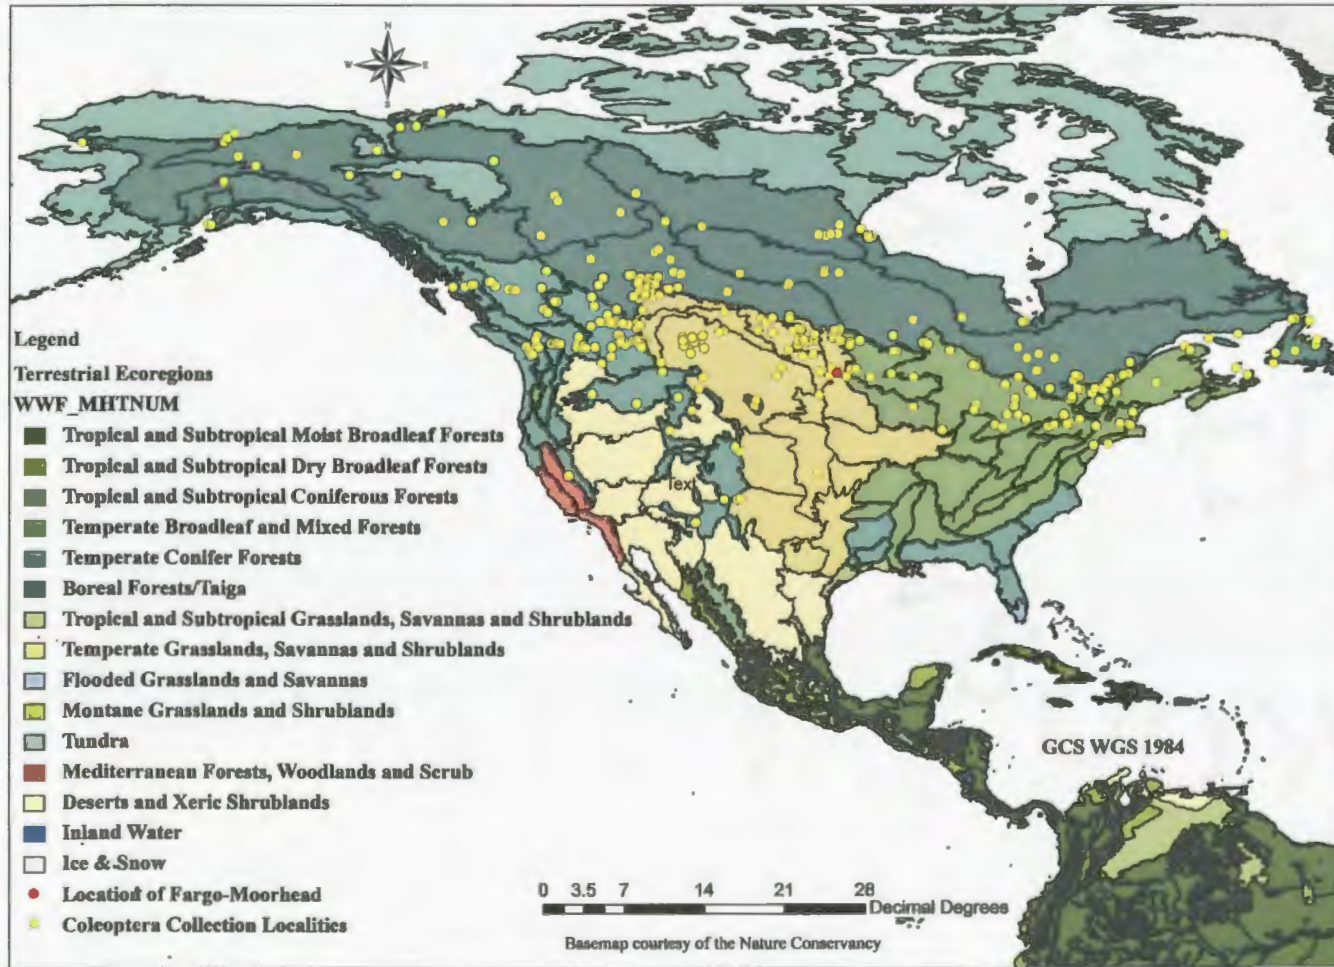 N
W E
S
Legend
Terrestrial Ecoregions
WWF_MHTNUM
Tropical and Subtropical Moist Broadleaf Forests
Tropical and Subtropical Dry Broadleaf Forests
Tropical and Subtropical Coniferous Forests
Temperate Broadleaf and Mixed Forests
Temperate Conifer Forests
Boreal Forests/Taiga
Tropical and Subtropical Grasslands, Savannas and Shrublands
Temperate Grasslands, Savannas and Shrublands
Flooded Grasslands and Savannas
Montane Grasslands and Shrublands
Tundra
Mediterranean Forests, Woodlands and Scrub
Deserts and Xeric Shrublands
Inland Water
Ice & Snow
Location of Fargo-Moorhead
Coleoptera Collection Localities
Text
GCS WGS 1984
0 3.5 7 14 21 28
Decimal Degrees
Basemap courtesy of the Nature Conservancy